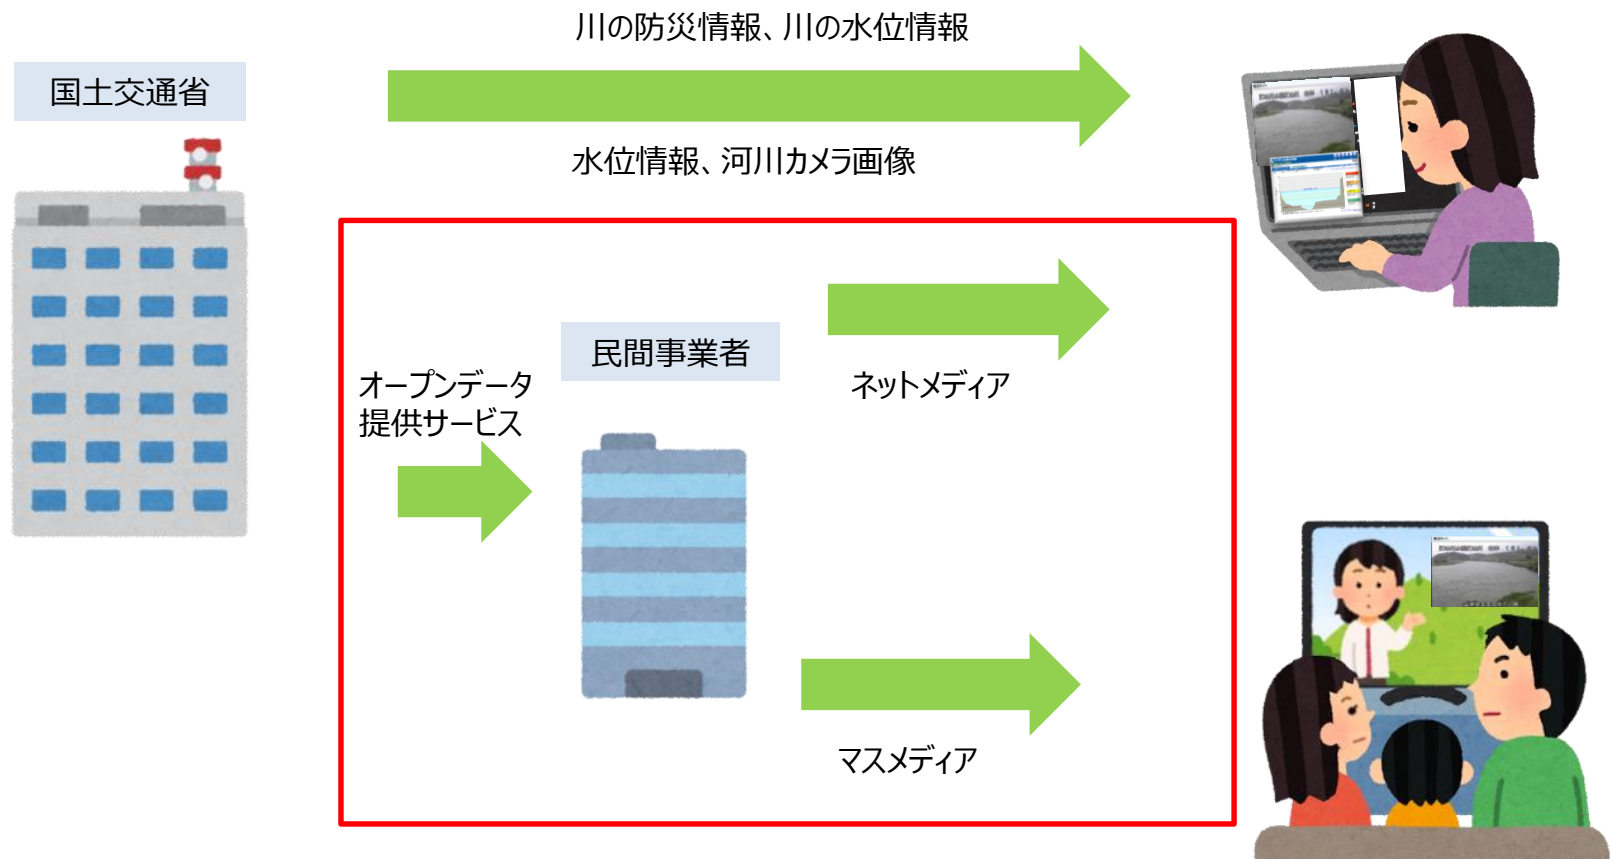 川の防災情報、川の水位情報
国土交通省
水位情報、河川カメラ画像
民間事業者
オープンデータ
提供サービス
ネットメディア
マスメディア